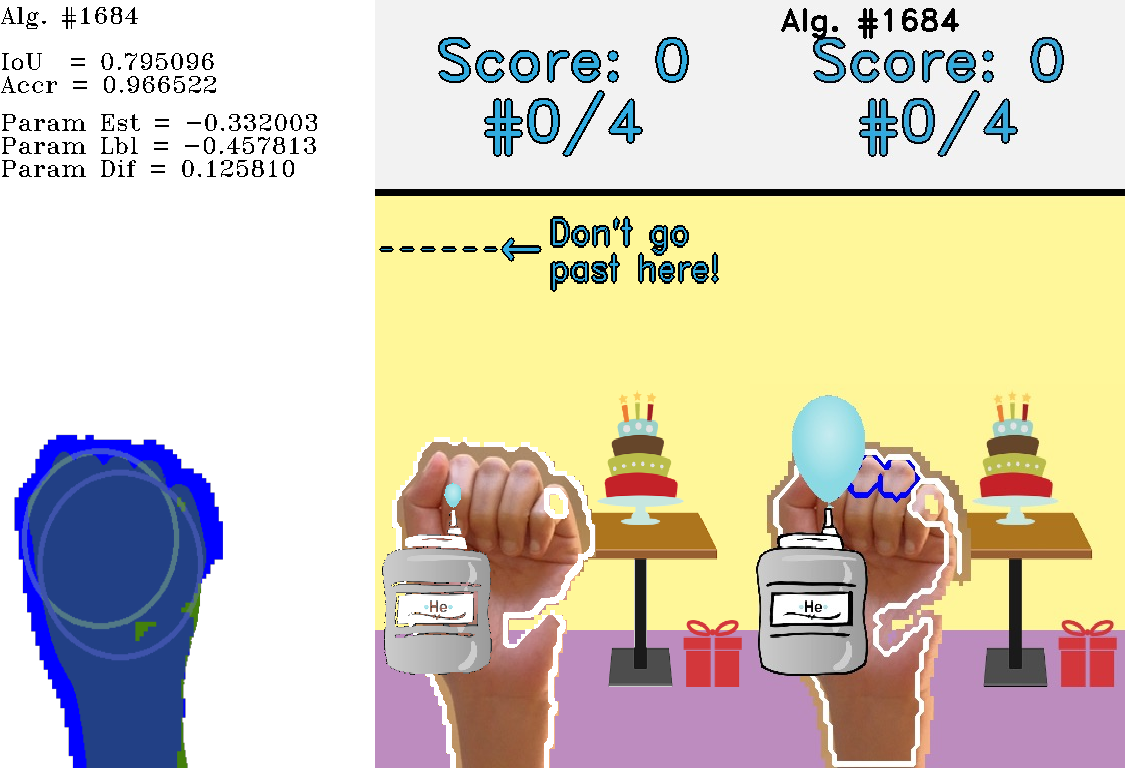 Alg. #1684
IoU = 0.795096
Accr = 0.966522
Param Est = −0.332003
Param Lbl = −0.457813
Param Dif = 0.125810
Score: 0
#0/4
Don't go
past here!
·He·
Alg. #1684
Score: 0
#0/4
·He·